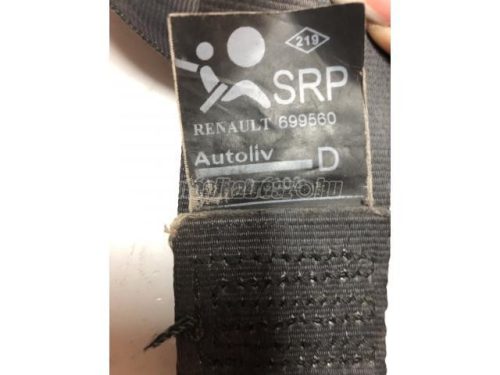 219
SRP
RENAULT 699560
Autoliv
D